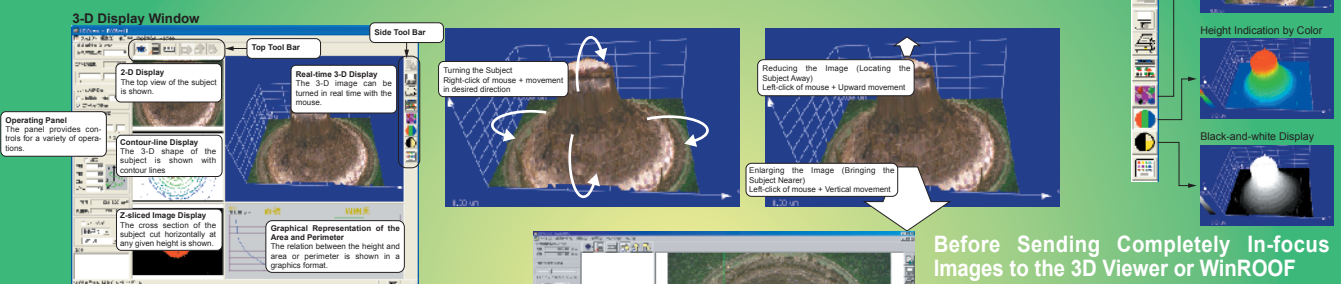 3-D Display Window
Top Tool Bar
Side Tool Bar
2-D Display
The top view of the subject
is shown.
Real-time 3-D Display
The 3-D image can be
turned in real time with the
mouse.
Operating Panel
The panel provides con-
trols for a variety of opera-
tions.
Contour-line Display
The 3-D shape of the
subject is shown with
contour lines
Z-sliced Image Display
The cross section of the
subject cut horizontally at
any given height is shown.
Graphical Representation of the
Area and Perimeter
The relation between the height and
area or perimeter is shown in a
graphics format.
Turning the Subject
Right-click of mouse + movement
in desired direction
Reducing the Image (Locating the
Subject Away)
Left-click of mouse + Upward movement
Enlarging the Image (Bringing the
Subject Nearer)
Left-click of mouse + Vertical movement
Height Indication by Color
Black-and-white Display
Before Sending Completely In-focus
Images to the 3D Viewer or WinROOF